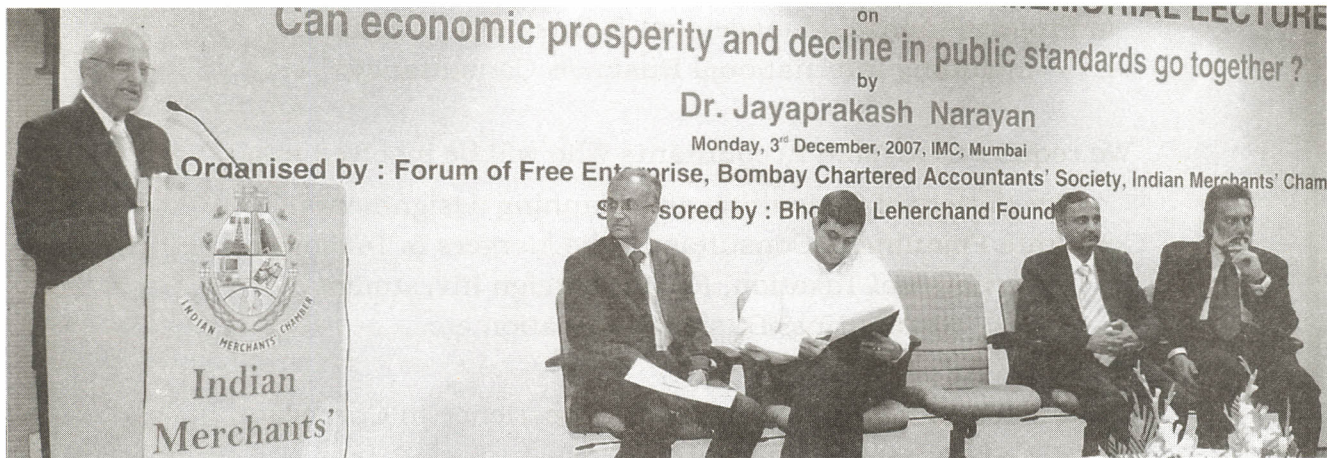 MEMORIAL LECTURE
on
Can economic prosperity and decline in public standards go together ?
by
Dr. Jayaprakash Narayan
Monday, 3rd December, 2007, IMC, Mumbai
Organised by : Forum of Free Enterprise, Bombay Chartered Accountants' Society, Indian Merchants' Cham
S sored by : Bho Leherchand Found
INDIAN MERCHANTS' CHAMBER
Indian
Merchants'